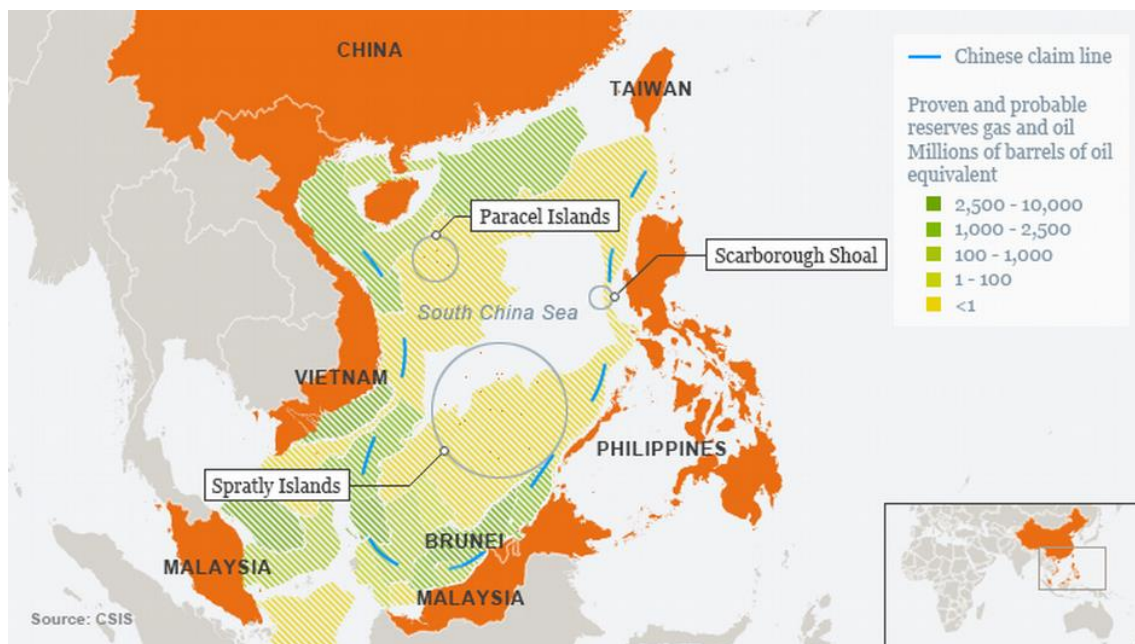 CHINA
TAIWAN
Chinese claim line
Proven and probable
reserves gas and oil
Millions of barrels of oil
equivalent
2,500 - 10,000
1,000 - 2,500
100 - 1,000
1 - 100
<1
Paracel Islands
Scarborough Shoal
South China Sea
VIETNAM
PHILIPPINES
Spratly Islands
BRUNEI
MALAYSIA
MALAYSIA
Source: CSIS